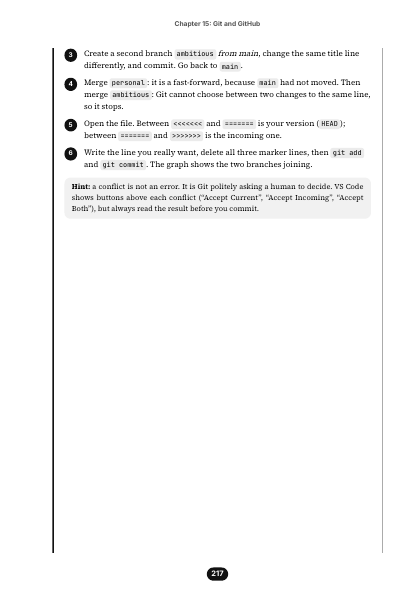 Chapter 15: Git and GitHub
3 Create a second branch ambitious from main, change the same title line
differently, and commit. Go back to main.
4 Merge personal: it is a fast-forward, because main had not moved. Then
merge ambitious: Git cannot choose between two changes to the same line,
so it stops.
5 Open the file. Between <<<<<<< and ======= is your version (HEAD);
between ======= and >>>>>>> is the incoming one.
6 Write the line you really want, delete all three marker lines, then git add
and git commit. The graph shows the two branches joining.
Hint: a conflict is not an error. It is Git politely asking a human to decide. VS Code
shows buttons above each conflict (“Accept Current”, “Accept Incoming”, “Accept
Both”), but always read the result before you commit.
217